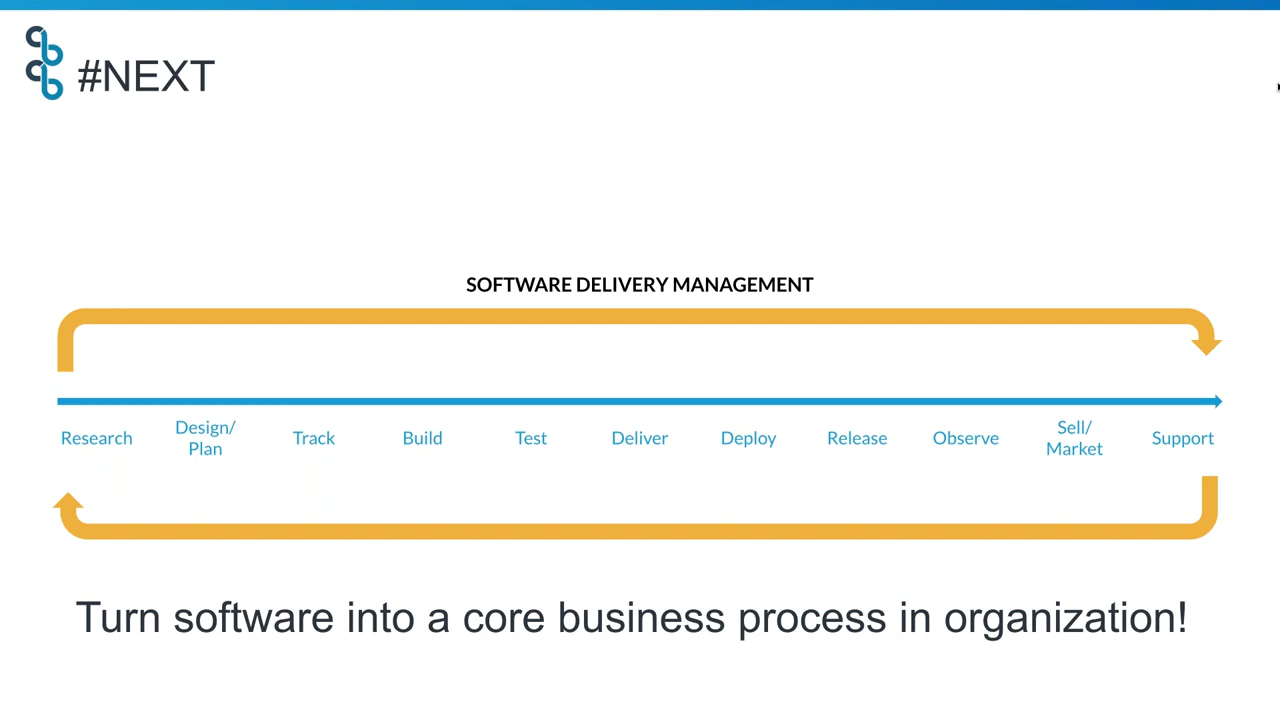 #NEXT
SOFTWARE DELIVERY MANAGEMENT
Research
Design/
Plan
Track
Build
Test
Deliver
Deploy
Release
Observe
Sell/
Market
Support
Turn software into a core business process in organization!